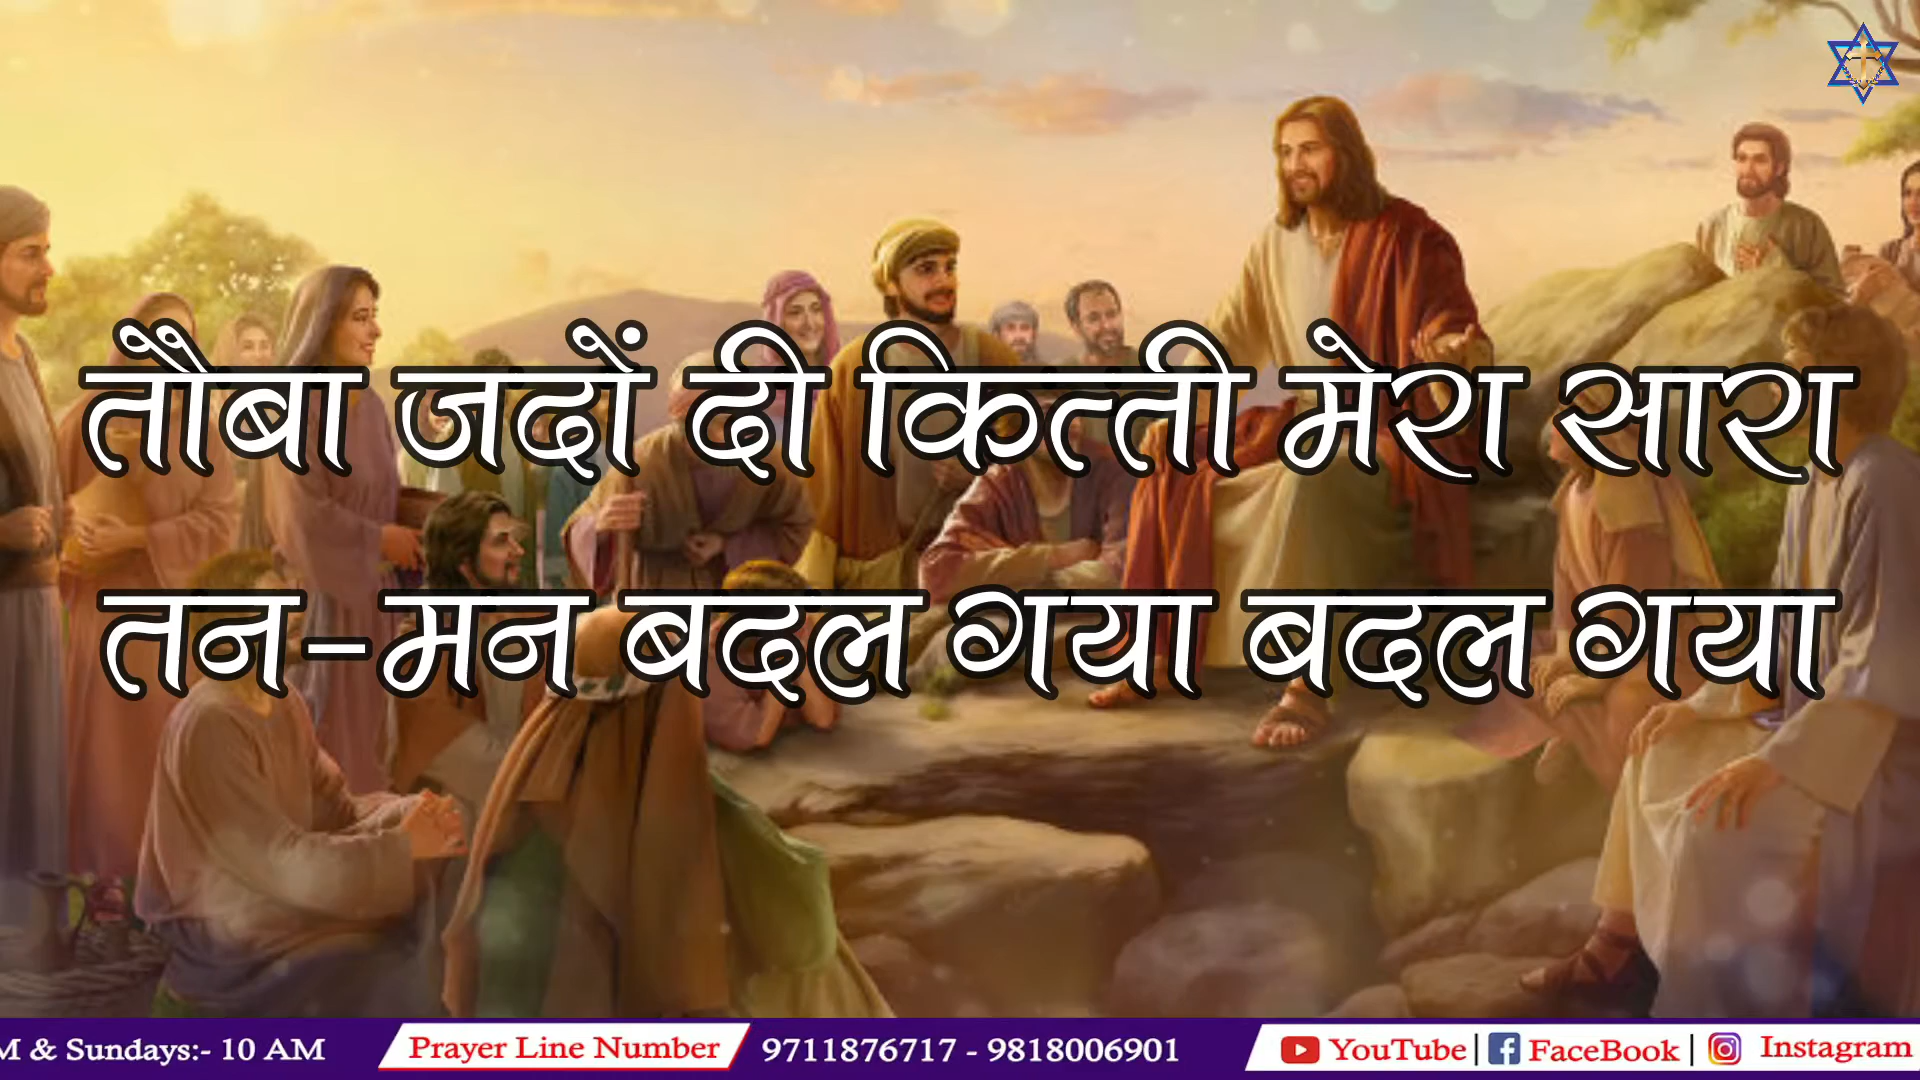 तौबा जदों दी कित्ती मेरा सारा
तन-मन बदल गया बदल गया
M & Sundays:- 10 AM Prayer Line Number 9711876717 - 9818006901 YouTube | FaceBook | Instagram